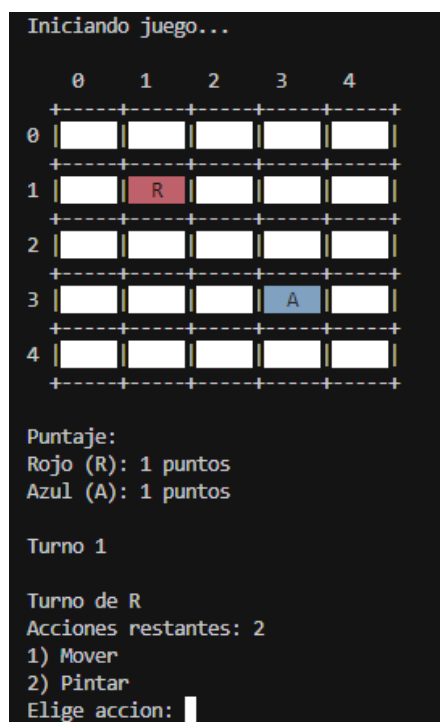 Iniciando juego...
0 1 2 3 4
+-----+-----+-----+-----+-----+
0 | | | | | |
+-----+-----+-----+-----+-----+
1 | | R | | | |
+-----+-----+-----+-----+-----+
2 | | | | | |
+-----+-----+-----+-----+-----+
3 | | | | A | |
+-----+-----+-----+-----+-----+
4 | | | | | |
+-----+-----+-----+-----+-----+
Puntaje:
Rojo (R): 1 puntos
Azul (A): 1 puntos
Turno 1
Turno de R
Acciones restantes: 2
1) Mover
2) Pintar
Elige accion: